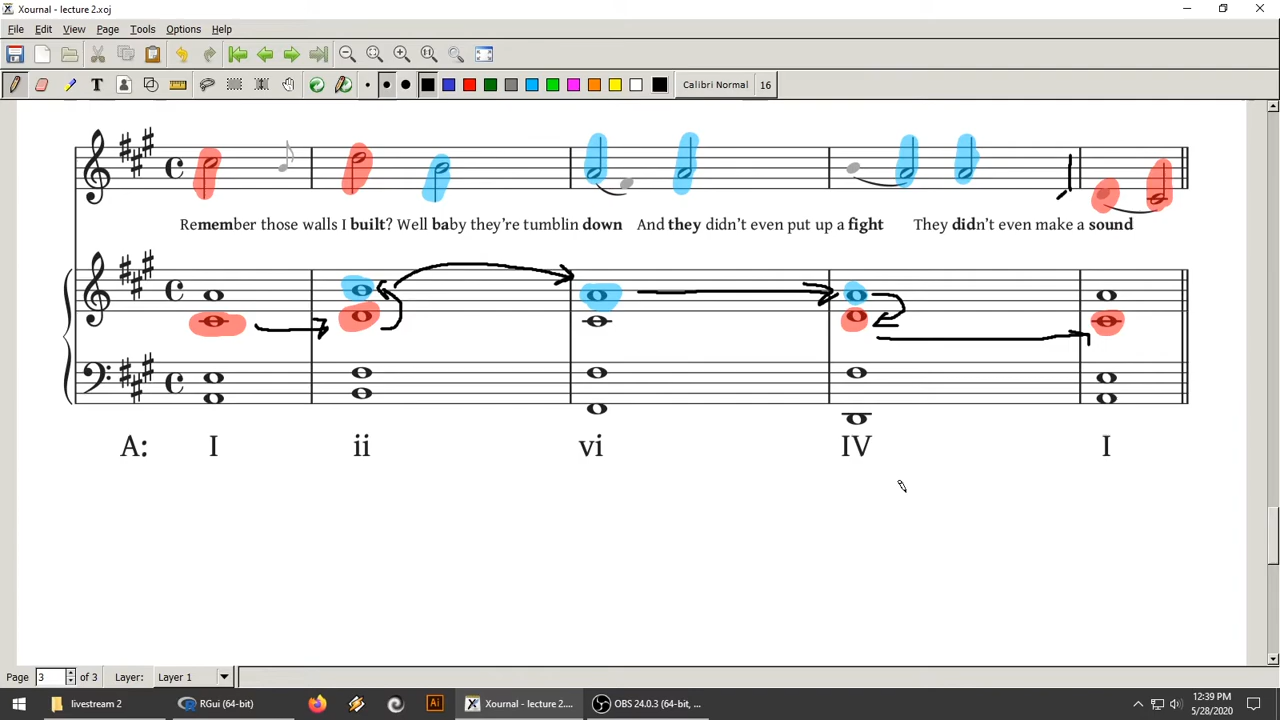 Xournal - lecture 2.xoj
File Edit View Page Tools Options Help
Calibri Normal 16
Remember those walls I built? Well baby they're tumblin down And they didn't even put up a fight They didn't even make a sound
A: I ii vi IV I
Page 3 of 3 Layer: Layer 1
livestream 2 RGui (64-bit) Ai Xournal - lecture 2.... OBS 24.0.3 (64-bit, ... 12:39 PM
5/28/2020